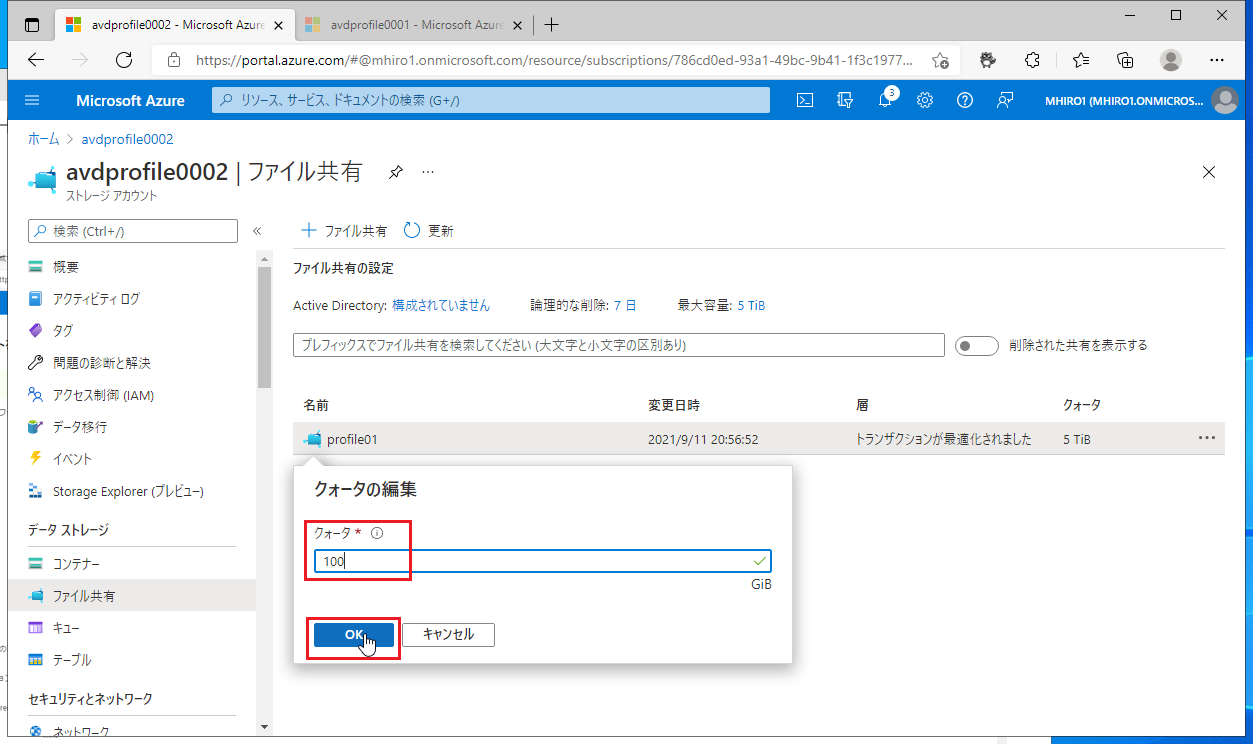 avdprofile0002 - Microsoft Azure
avdprofile0001 - Microsoft Azure
https://portal.azure.com/#@mhiro1.onmicrosoft.com/resource/subscriptions/786cd0ed-93a1-49bc-9b41-1f3c1977...
Microsoft Azure
リソース、サービス、ドキュメントの検索 (G+/)
3
MHIRO1 (MHIRO1.ONMICROS...
ホーム > avdprofile0002
avdprofile0002 | ファイル共有
...
ストレージ アカウント
検索 (Ctrl+/)
«
+ ファイル共有
更新
概要
アクティビティ ログ
タグ
問題の診断と解決
アクセス制御 (IAM)
データ移行
イベント
Storage Explorer (プレビュー)
データ ストレージ
コンテナー
ファイル共有
キュー
テーブル
セキュリティとネットワーク
ネットワーク
ファイル共有の設定
Active Directory: 構成されていません
論理的な削除: 7 日
最大容量: 5 TiB
プレフィックスでファイル共有を検索してください (大文字と小文字の区別あり)
削除された共有を表示する
名前
変更日時
層
クォータ
profile01
2021/9/11 20:56:52
トランザクションが最適化されました
5 TiB
クォータの編集
クォータ *
100
GiB
OK
キャンセル